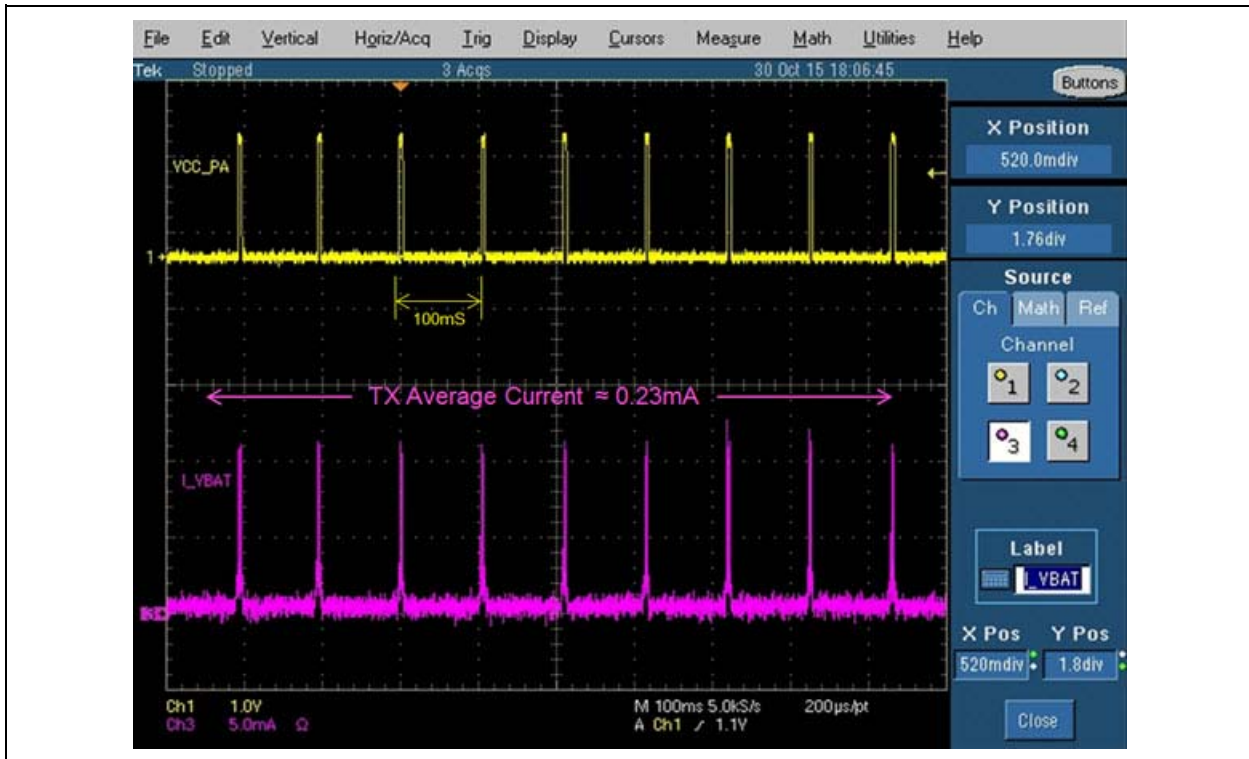 File Edit Vertical Horiz/Acq Trig Display Cursors Measure Math Utilities Help
Tek Stopped 3 Acqs 30 Oct 15 18:06:45
Buttons
X Position
520.0mdiv
VCC_PA
Y Position
1.76div
1
Source
Ch Math Ref
100mS
Channel
1 2
TX Average Current ≈ 0.23mA
3 4
I_VBAT
Label
I_VBAT
3
X Pos Y Pos
520mdiv 1.8div
Ch1 1.0V M 100ms 5.0kS/s 200µs/pt
Ch3 5.0mA Ω A Ch1 1.1V
Close